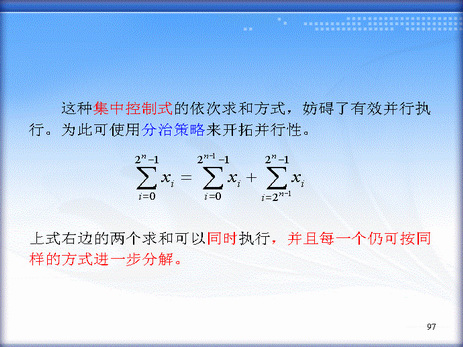 这种集中控制式的依次求和方式，妨碍了有效并行执
行。为此可使用分治策略来开拓并行性。
$\sum_{i=0}^{2^n-1} x_i = \sum_{i=0}^{2^{n-1}-1} x_i + \sum_{i=2^{n-1}}^{2^n-1} x_i$
上式右边的两个求和可以同时执行，并且每一个仍可按同
样的方式进一步分解。
97